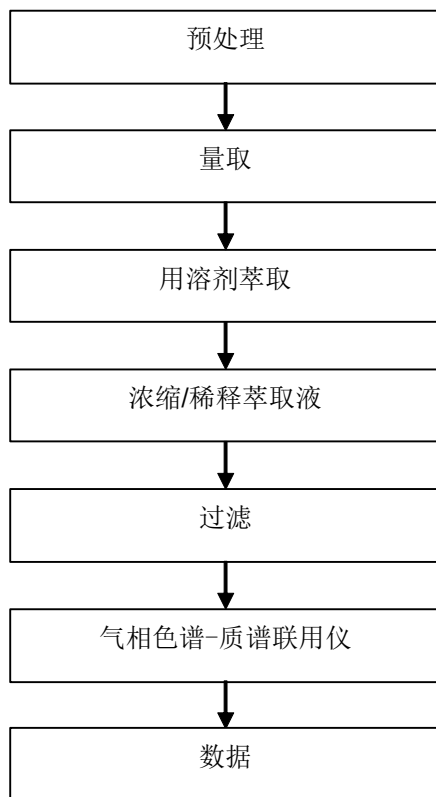 预处理
量取
用溶剂萃取
浓缩/稀释萃取液
过滤
气相色谱-质谱联用仪
数据